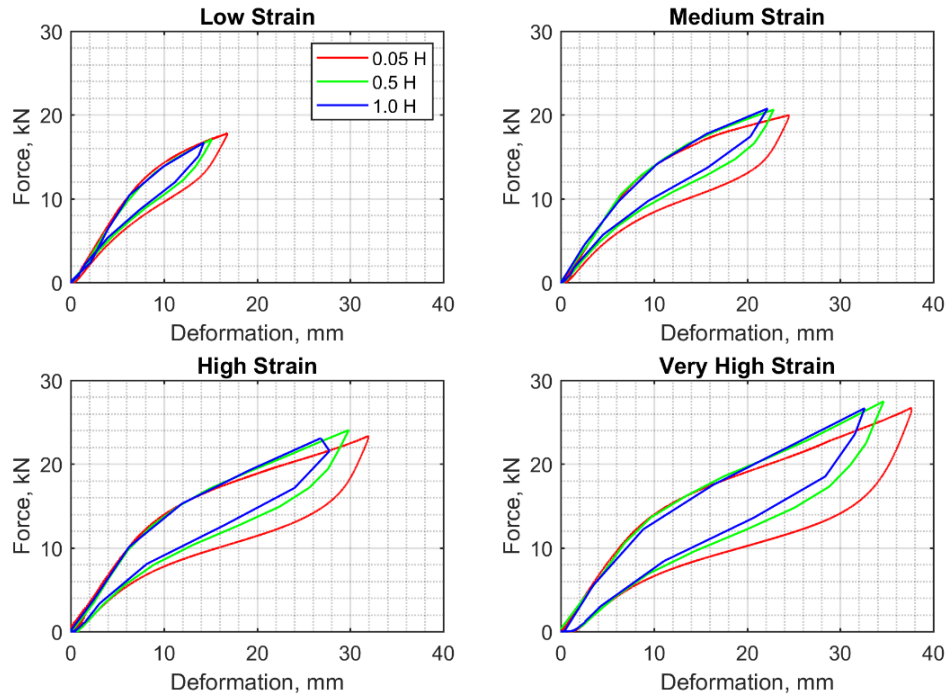 Low Strain
30
20
10
0
Force, kN
0 10 20 30 40
Deformation, mm
0.05 H
0.5 H
1.0 H
Medium Strain
30
20
10
0
Force, kN
0 10 20 30 40
Deformation, mm
High Strain
30
20
10
0
Force, kN
0 10 20 30 40
Deformation, mm
Very High Strain
30
20
10
0
Force, kN
0 10 20 30 40
Deformation, mm